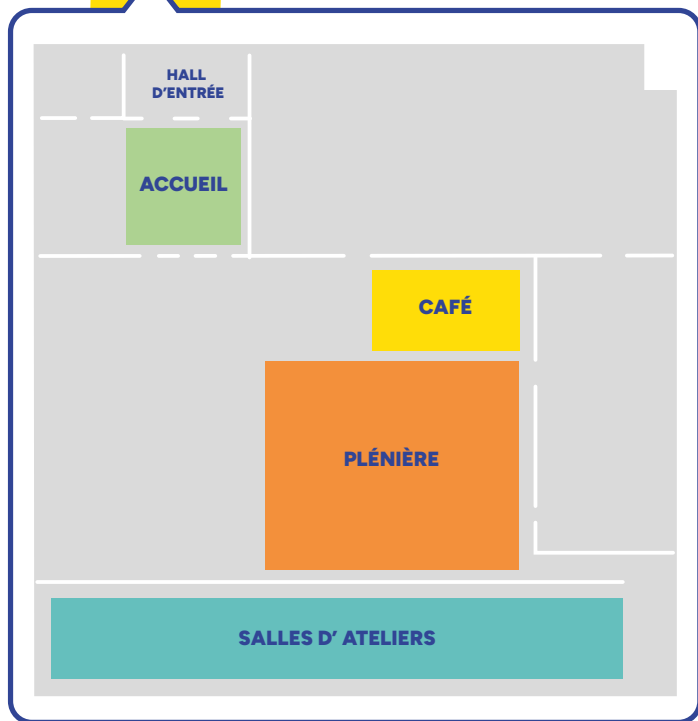 HALL
D'ENTRÉE
ACCUEIL
CAFÉ
PLÉNIÈRE
SALLES D' ATELIERS